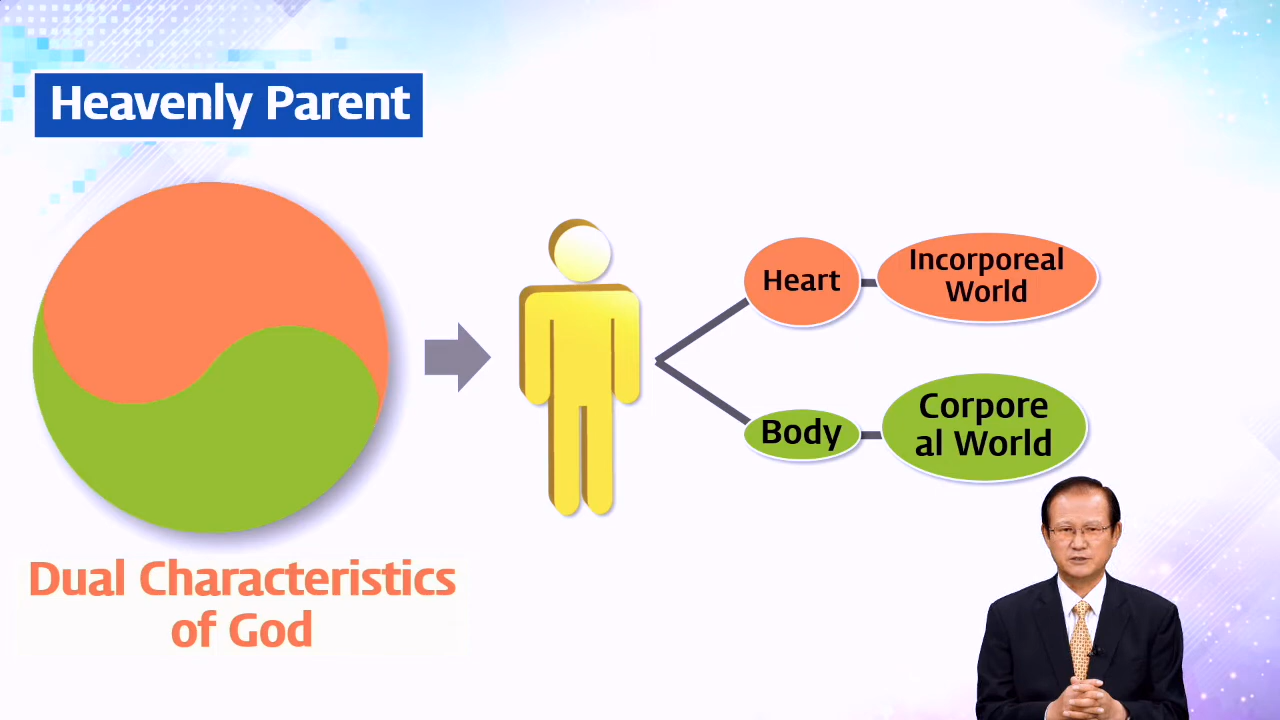 Heavenly Parent
Dual Characteristics
of God
Heart
Incorporeal
World
Body
Corpore
al World